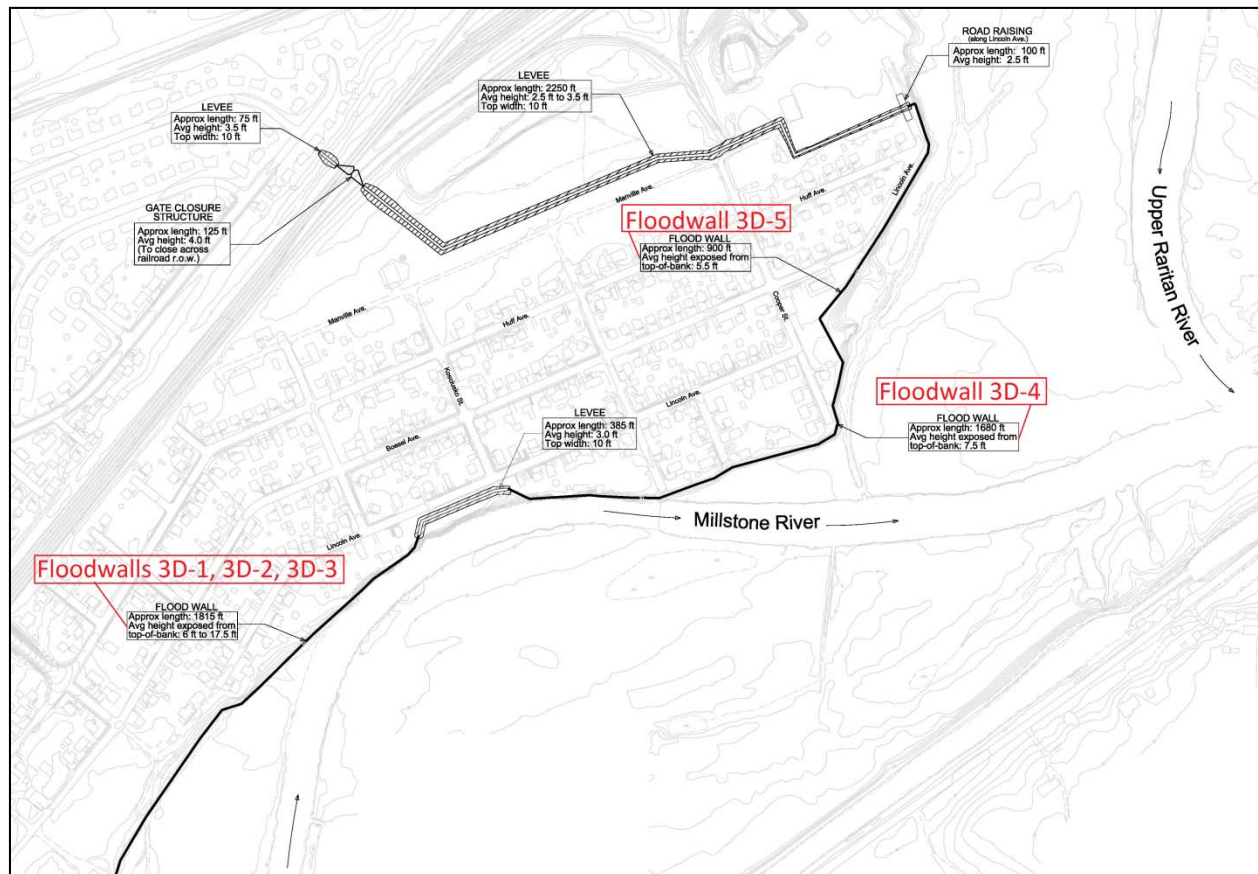 ROAD RAISING
(along Lincoln Ave.)
Approx length: 100 ft
Avg height: 2.5 ft
LEVEE
Approx length: 2250 ft
Avg height: 2.5 ft to 3.5 ft
Top width: 10 ft
LEVEE
Approx length: 75 ft
Avg height: 3.5 ft
Top width: 10 ft
GATE CLOSURE
STRUCTURE
Approx length: 125 ft
Avg height: 4.0 ft
(To close across
railroad r.o.w.)
Manville Ave.
Huff Ave.
Lincoln Ave.
Upper Raritan River
Floodwall 3D-5
FLOOD WALL
Approx length: 900 ft
Avg height exposed from
top-of-bank: 5.5 ft
Cooper St.
Manville Ave.
Huff Ave.
Kosciusko St.
Lincoln Ave.
Boesel Ave.
Floodwall 3D-4
FLOOD WALL
Approx length: 1680 ft
Avg height exposed from
top-of-bank: 7.5 ft
LEVEE
Approx length: 385 ft
Avg height: 3.0 ft
Top width: 10 ft
Millstone River
Lincoln Ave.
Floodwalls 3D-1, 3D-2, 3D-3
FLOOD WALL
Approx length: 1815 ft
Avg height exposed from
top-of-bank: 6 ft to 17.5 ft